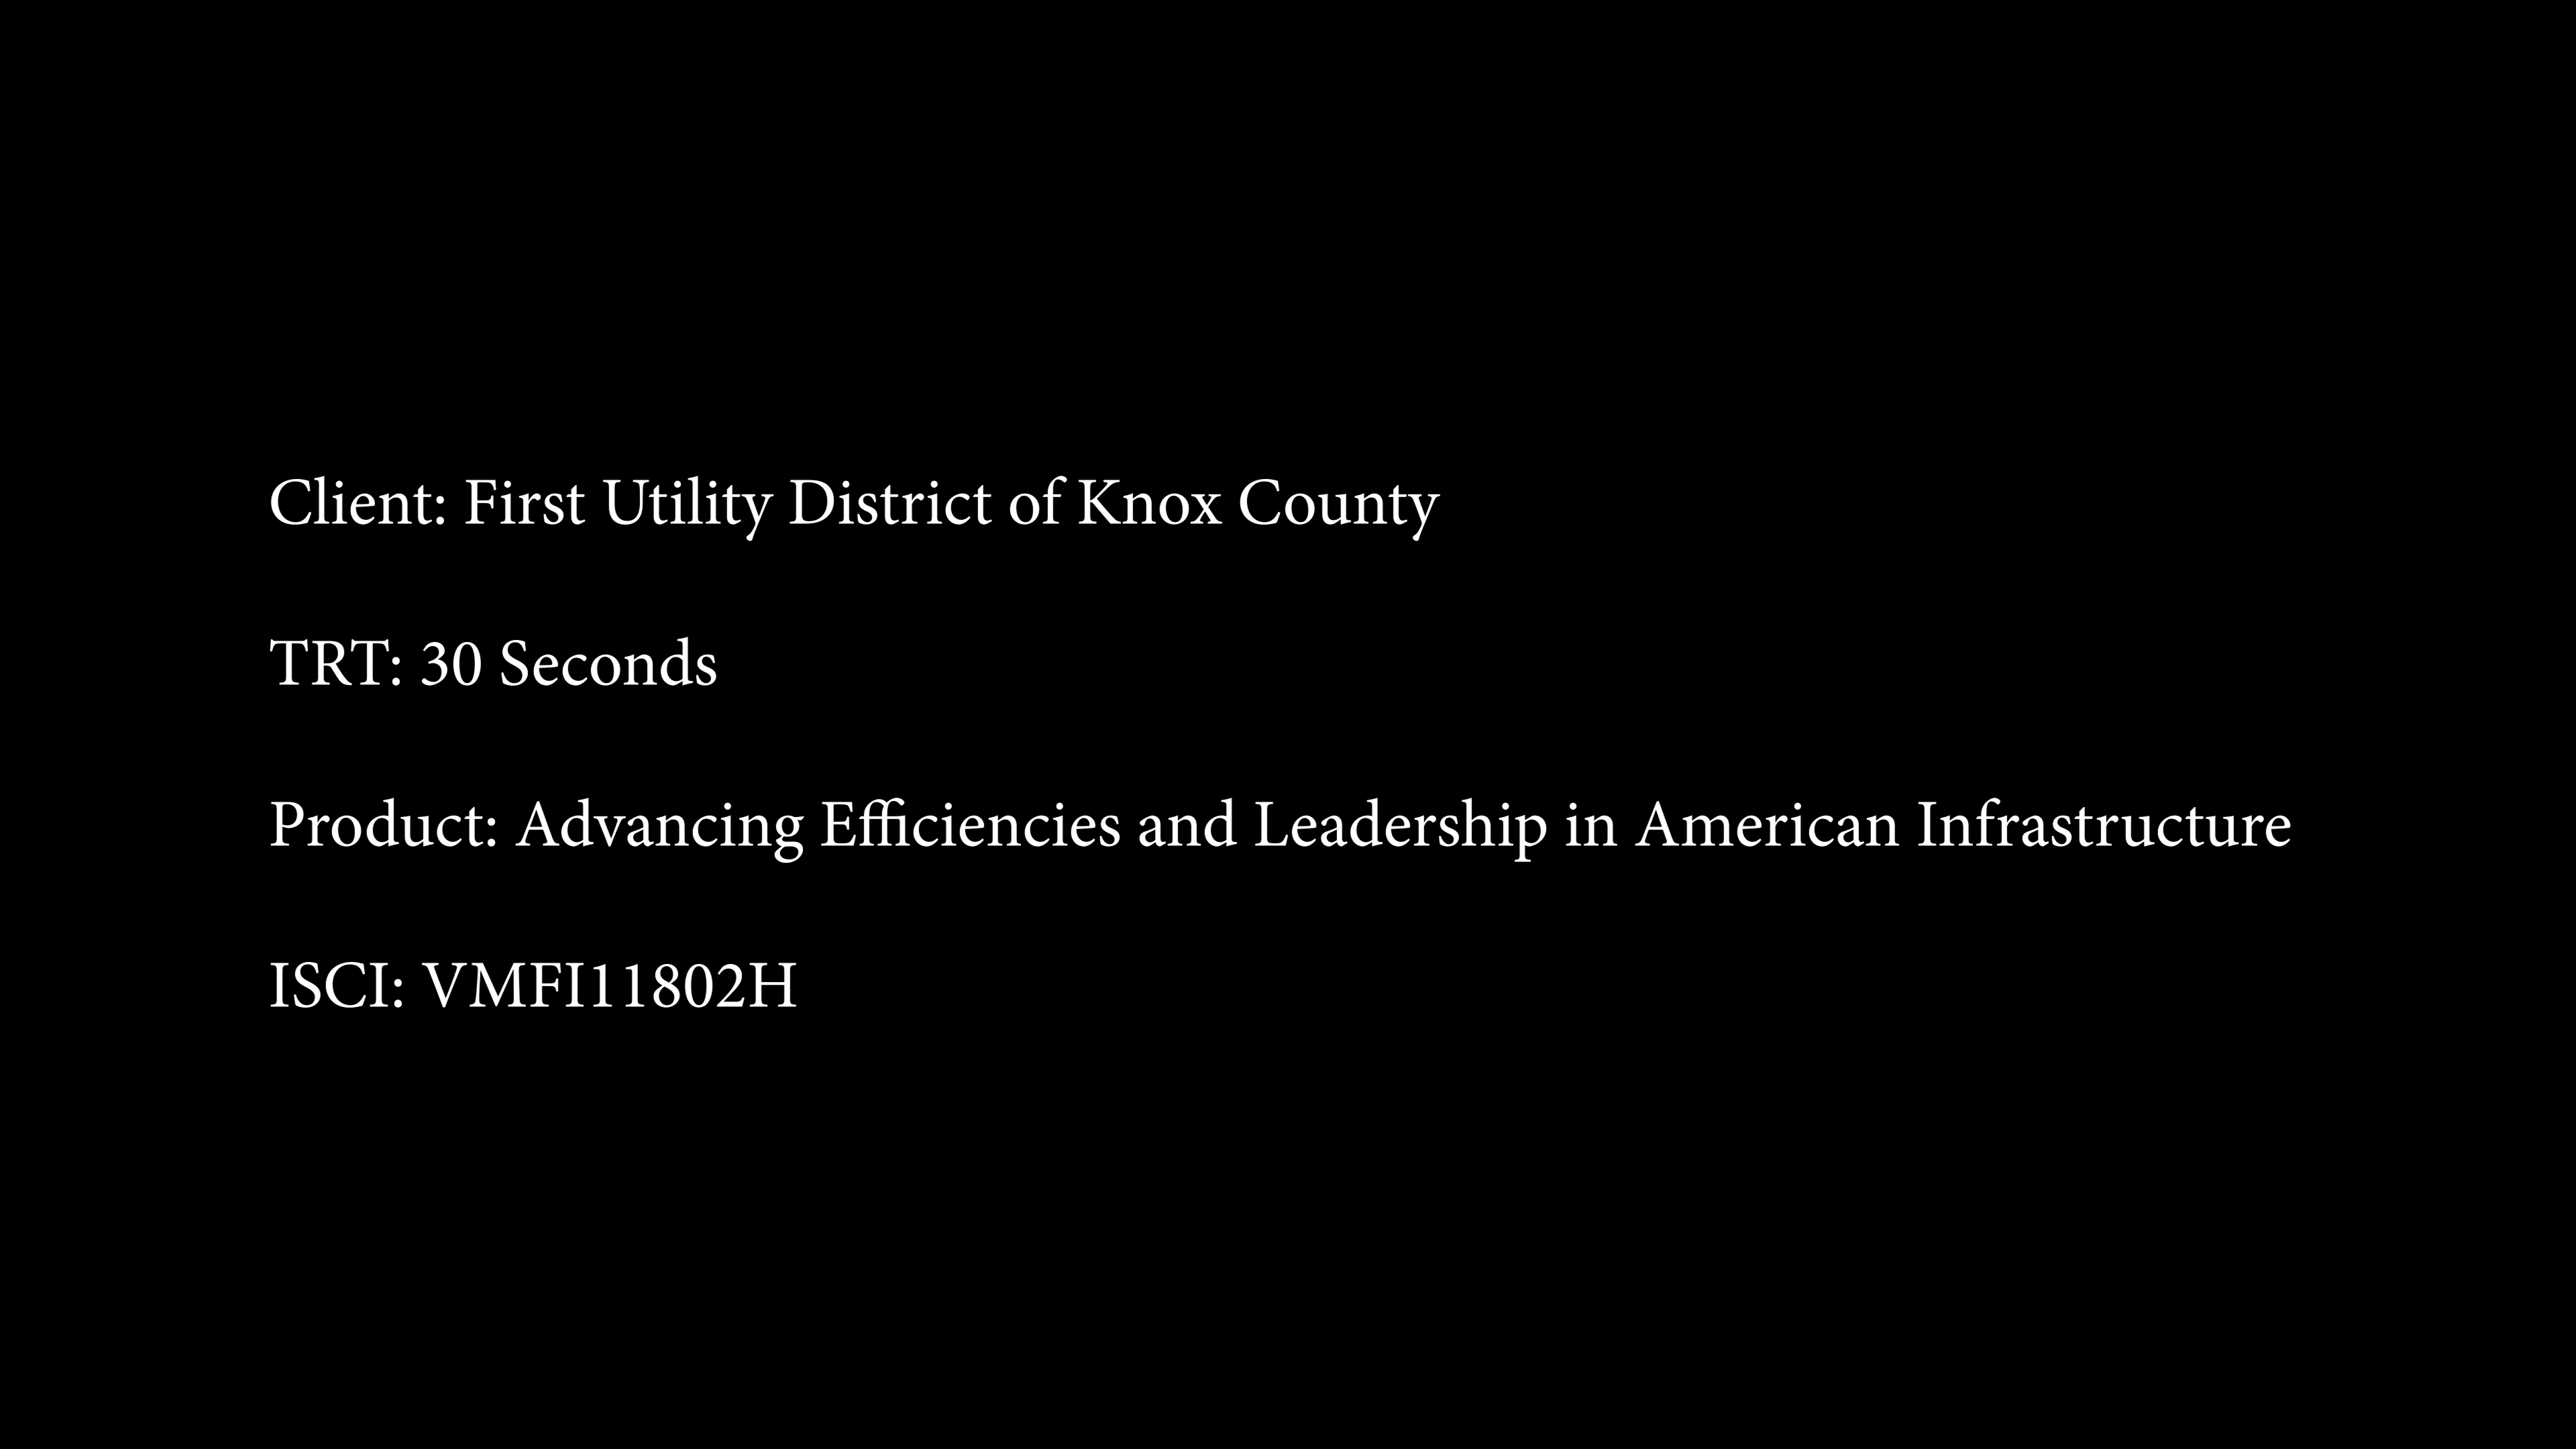 Client: First Utility District of Knox County
TRT: 30 Seconds
Product: Advancing Efficiencies and Leadership in American Infrastructure
ISCI: VMFI11802H